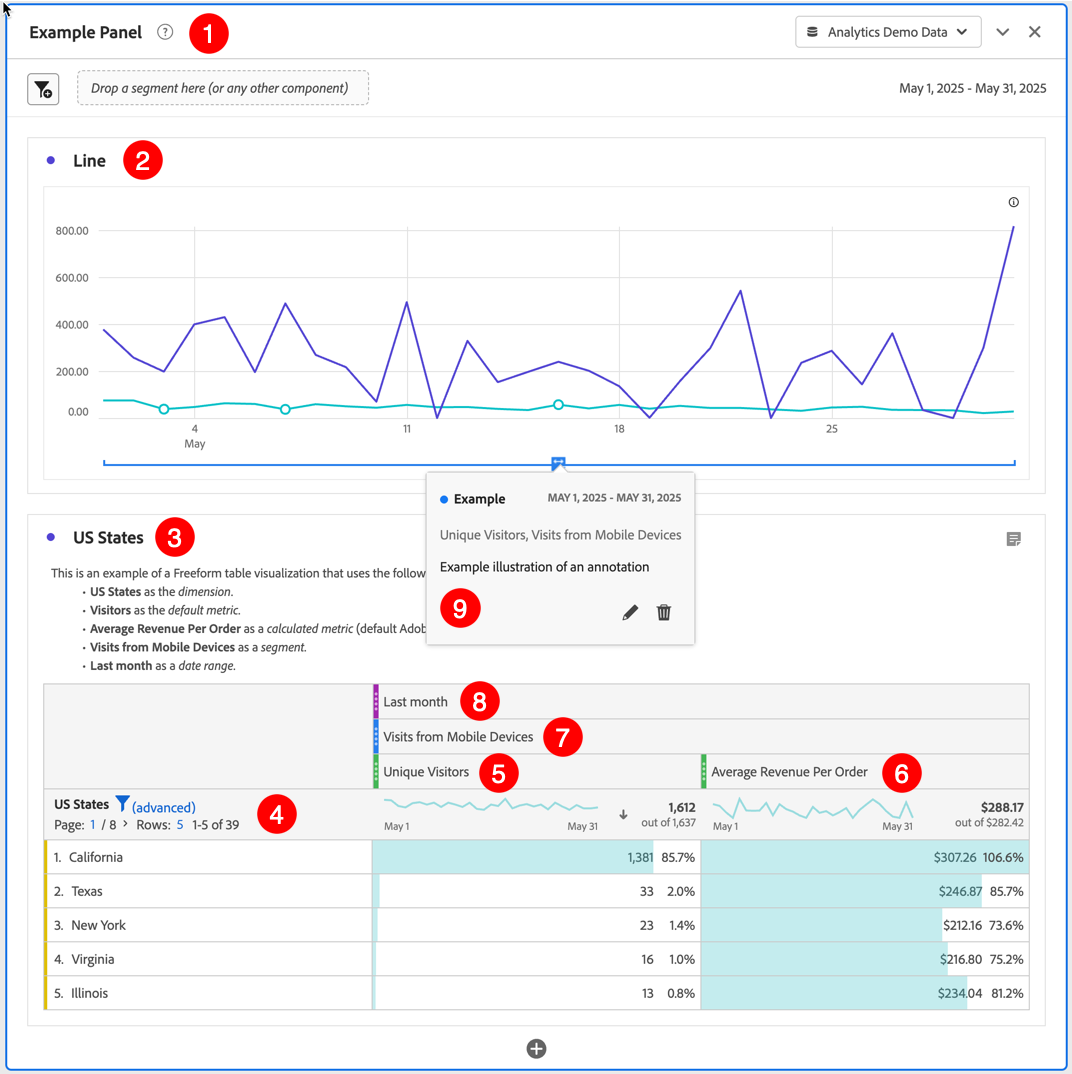 Example Panel ? 1 Analytics Demo Data
Drop a segment here (or any other component) May 1, 2025 - May 31, 2025
Line 2
800.00
600.00
400.00
200.00
0.00
4 11 18 25
May
Example MAY 1, 2025 - MAY 31, 2025
Unique Visitors, Visits from Mobile Devices
Example illustration of an annotation
9
US States 3
This is an example of a Freeform table visualization that uses the follow
• US States as the dimension.
• Visitors as the default metric.
• Average Revenue Per Order as a calculated metric (default Adob
• Visits from Mobile Devices as a segment.
• Last month as a date range.
Last month 8
Visits from Mobile Devices 7
Unique Visitors 5 Average Revenue Per Order 6
US States (advanced) 4
Page: 1 / 8 > Rows: 5 1-5 of 39
May 1 May 31 1,612
out of 1,637
May 1 May 31 $288.17
out of $282.42
1. California 1,381 85.7% $307.26 106.6%
2. Texas 33 2.0% $246.87 85.7%
3. New York 23 1.4% $212.16 73.6%
4. Virginia 16 1.0% $216.80 75.2%
5. Illinois 13 0.8% $234.04 81.2%